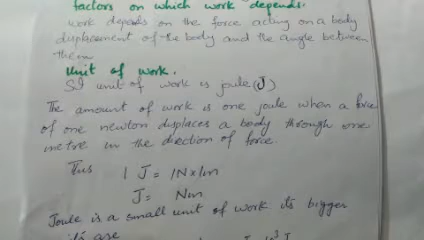 factors on which work depends.
work depends on the force acting on a body
displacement of the body and the angle between
them
Unit of work.
SI unit of work is joule (J)
The amount of work is one joule when a force
of one newton displaces a body through one
metre in the direction of force.
Thus
1 J = 1N x 1m
J = Nm
Joule is a small unit of work its bigger
are